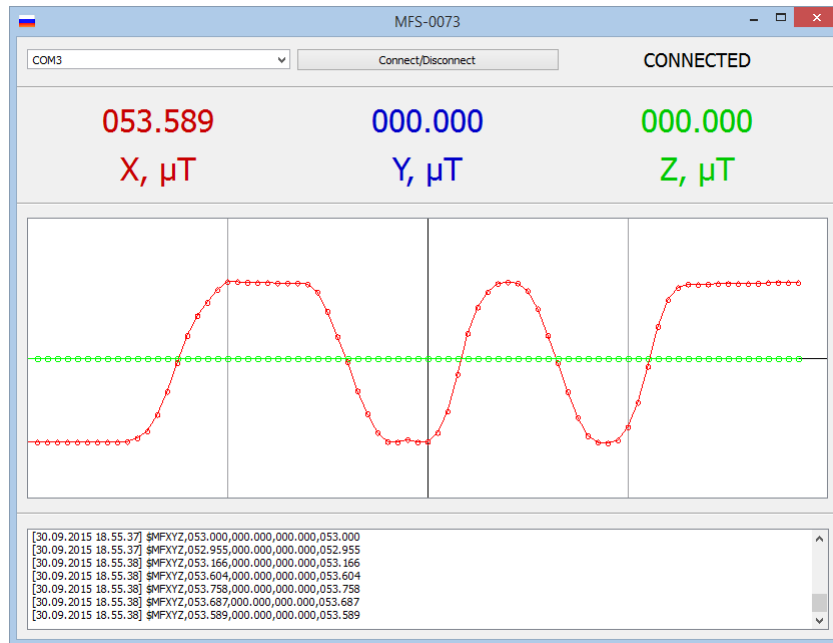 MFS-0073
COM3 Connect/Disconnect CONNECTED
053.589 000.000 000.000
X, µT Y, µT Z, µT
[30.09.2015 18.55.37] $MFXYZ,053.000,000.000,000.000,053.000
[30.09.2015 18.55.37] $MFXYZ,052.955,000.000,000.000,052.955
[30.09.2015 18.55.38] $MFXYZ,053.166,000.000,000.000,053.166
[30.09.2015 18.55.38] $MFXYZ,053.604,000.000,000.000,053.604
[30.09.2015 18.55.38] $MFXYZ,053.758,000.000,000.000,053.758
[30.09.2015 18.55.38] $MFXYZ,053.687,000.000,000.000,053.687
[30.09.2015 18.55.38] $MFXYZ,053.589,000.000,000.000,053.589